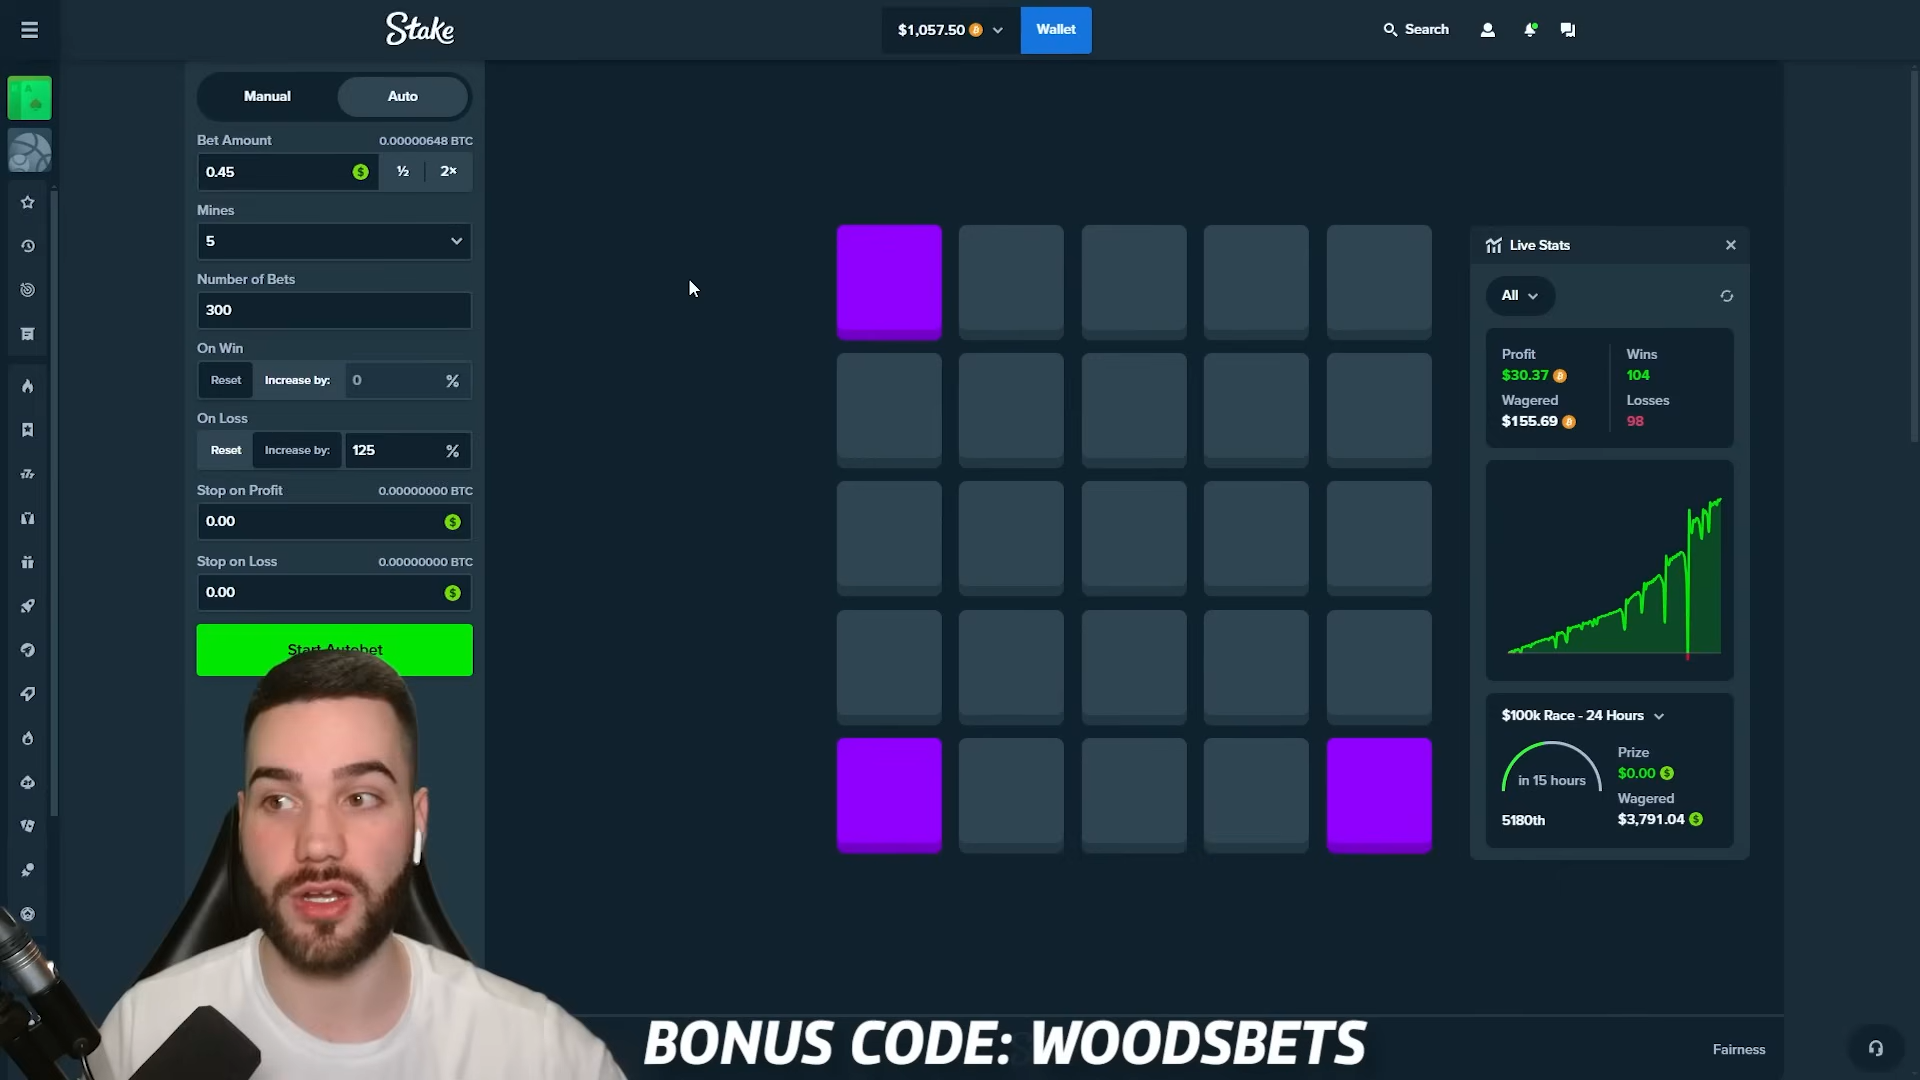 Stake
$1,057.50
Wallet
Search
Manual
Auto
Bet Amount
0.00000648 BTC
0.45
½
2×
Mines
5
Number of Bets
300
On Win
Reset
Increase by:
0
%
On Loss
Reset
Increase by:
125
%
Stop on Profit
0.00000000 BTC
0.00
Stop on Loss
0.00000000 BTC
0.00
Start Autobet
Live Stats
All
Profit
$30.37
Wins
104
Wagered
$155.69
Losses
98
$100k Race - 24 Hours
in 15 hours
5180th
Prize
$0.00
Wagered
$3,791.04
BONUS CODE: WOODSBETS
Fairness